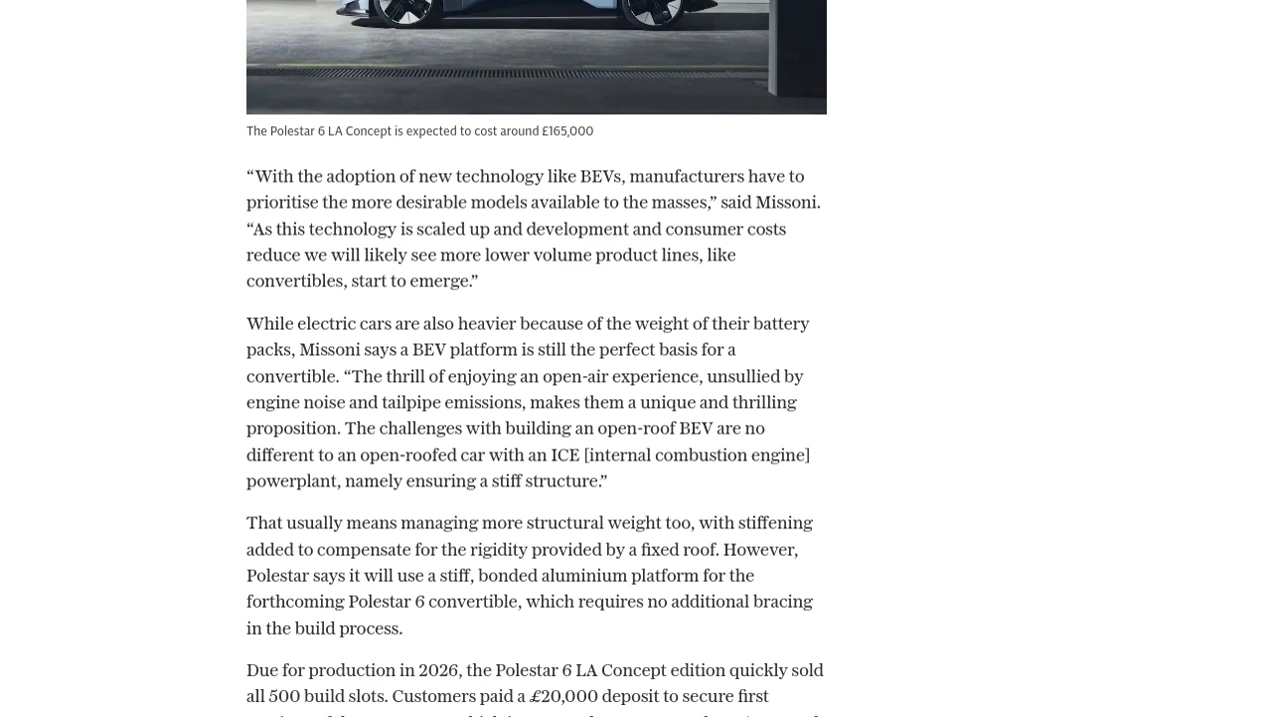 The Polestar 6 LA Concept is expected to cost around £165,000
“With the adoption of new technology like BEVs, manufacturers have to
prioritise the more desirable models available to the masses,” said Missoni.
“As this technology is scaled up and development and consumer costs
reduce we will likely see more lower volume product lines, like
convertibles, start to emerge.”
While electric cars are also heavier because of the weight of their battery
packs, Missoni says a BEV platform is still the perfect basis for a
convertible. “The thrill of enjoying an open-air experience, unsullied by
engine noise and tailpipe emissions, makes them a unique and thrilling
proposition. The challenges with building an open-roof BEV are no
different to an open-roofed car with an ICE [internal combustion engine]
powerplant, namely ensuring a stiff structure.”
That usually means managing more structural weight too, with stiffening
added to compensate for the rigidity provided by a fixed roof. However,
Polestar says it will use a stiff, bonded aluminium platform for the
forthcoming Polestar 6 convertible, which requires no additional bracing
in the build process.
Due for production in 2026, the Polestar 6 LA Concept edition quickly sold
all 500 build slots. Customers paid a £20,000 deposit to secure first